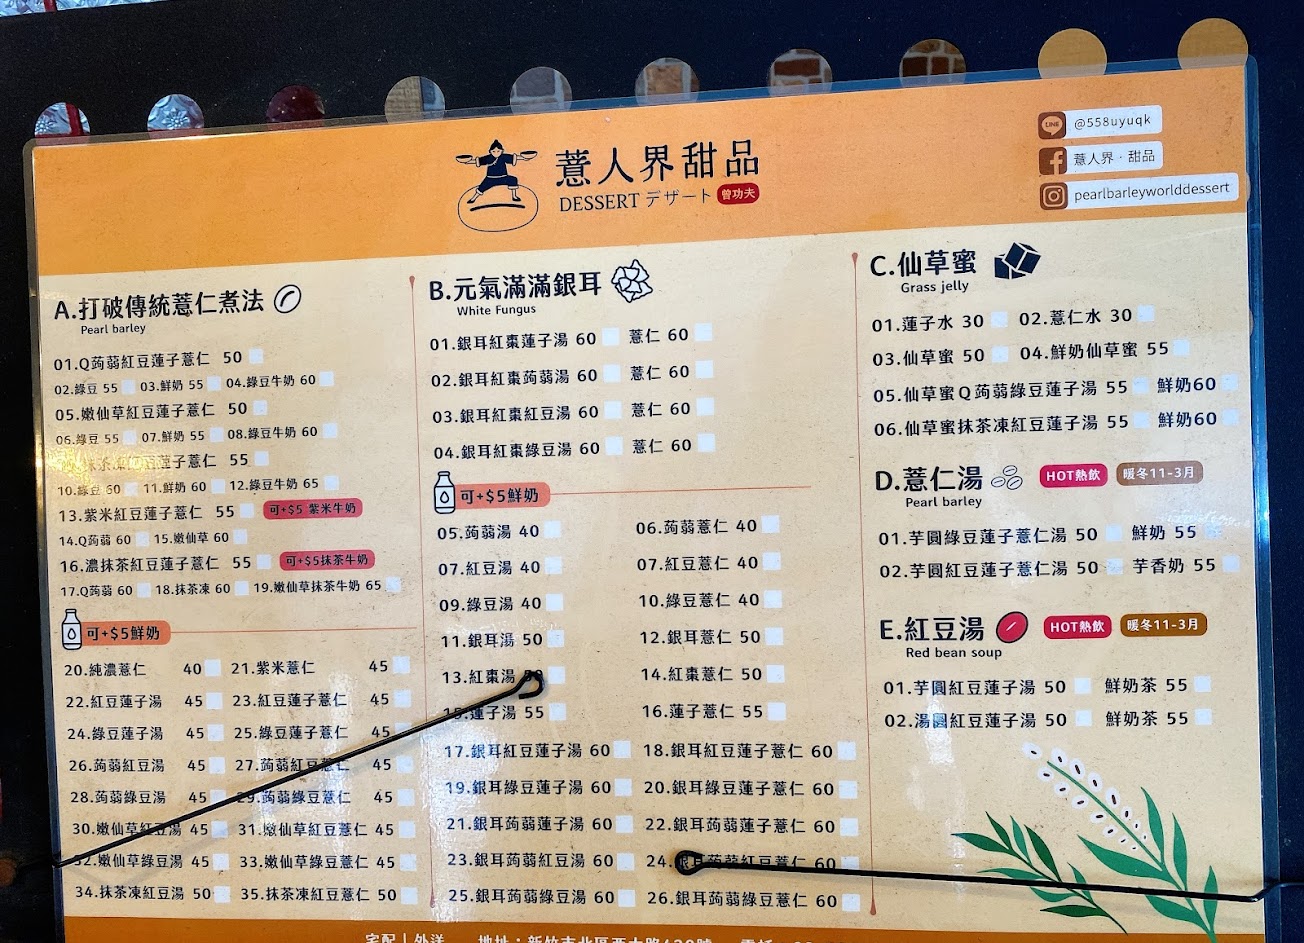 @558uyuqk
薏人界‧甜品
pearlbarleyworlddessert
薏人界甜品
DESSERT デザート 曾功夫
A.打破傳統薏仁煮法
Pearl barley
01.Q蒟蒻紅豆蓮子薏仁 50
02.綠豆 55 03.鮮奶 55 04.綠豆牛奶 60
05.嫩仙草紅豆蓮子薏仁 50
06.綠豆 55 07.鮮奶 55 08.綠豆牛奶 60
抹茶凍紅豆蓮子薏仁 55
10.綠豆 60 11.鮮奶 60 12.綠豆牛奶 65
13.紫米紅豆蓮子薏仁 55 可+$5 紫米牛奶
14.Q蒟蒻 60 15.嫩仙草 60
16.濃抹茶紅豆蓮子薏仁 55 可+$5抹茶牛奶
17.Q蒟蒻 60 18.抹茶凍 60 19.嫩仙草抹茶牛奶 65
可+$5鮮奶
20.純濃薏仁 40 21.紫米薏仁 45
22.紅豆蓮子湯 45 23.紅豆蓮子薏仁 45
24.綠豆蓮子湯 45 25.綠豆蓮子薏仁 45
26.蒟蒻紅豆湯 45 27.蒟蒻紅豆薏仁 45
28.蒟蒻綠豆湯 45 29.蒟蒻綠豆薏仁 45
30.嫩仙草紅豆湯 45 31.嫩仙草紅豆薏仁 45
32.嫩仙草綠豆湯 45 33.嫩仙草綠豆薏仁 45
34.抹茶凍紅豆湯 50 35.抹茶凍紅豆薏仁 50
B.元氣滿滿銀耳
White Fungus
01.銀耳紅棗蓮子湯 60 薏仁 60
02.銀耳紅棗蒟蒻湯 60 薏仁 60
03.銀耳紅棗紅豆湯 60 薏仁 60
04.銀耳紅棗綠豆湯 60 薏仁 60
可+$5鮮奶
05.蒟蒻湯 40 06.蒟蒻薏仁 40
07.紅豆湯 40 07.紅豆薏仁 40
09.綠豆湯 40 10.綠豆薏仁 40
11.銀耳湯 50 12.銀耳薏仁 50
13.紅棗湯 50 14.紅棗薏仁 50
15.蓮子湯 55 16.蓮子薏仁 55
17.銀耳紅豆蓮子湯 60 18.銀耳紅豆蓮子薏仁 60
19.銀耳綠豆蓮子湯 60 20.銀耳綠豆蓮子薏仁 60
21.銀耳蒟蒻蓮子湯 60 22.銀耳蒟蒻蓮子薏仁 60
23.銀耳蒟蒻紅豆湯 60 24.銀耳蒟蒻紅豆薏仁 60
25.銀耳蒟蒻綠豆湯 60 26.銀耳蒟蒻綠豆薏仁 60
C.仙草蜜
Grass jelly
01.蓮子水 30 02.薏仁水 30
03.仙草蜜 50 04.鮮奶仙草蜜 55
05.仙草蜜Q蒟蒻綠豆蓮子湯 55 鮮奶60
06.仙草蜜抹茶凍紅豆蓮子湯 55 鮮奶60
D.薏仁湯 HOT熱飲 暖冬11-3月
Pearl barley
01.芋圓綠豆蓮子薏仁湯 50 鮮奶 55
02.芋圓紅豆蓮子薏仁湯 50 芋香奶 55
E.紅豆湯 HOT熱飲 暖冬11-3月
Red bean soup
01.芋圓紅豆蓮子湯 50 鮮奶茶 55
02.湯圓紅豆蓮子湯 50 鮮奶茶 55